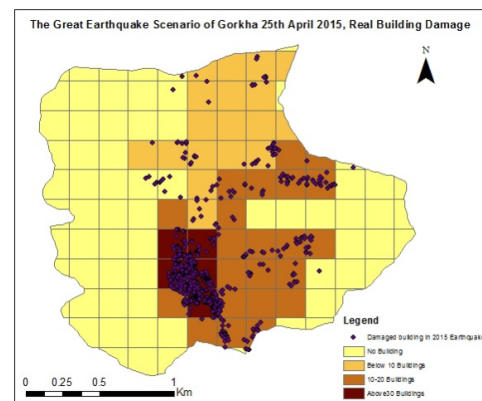 The Great Earthquake Scenario of Gorkha 25th April 2015, Real Building Damage
N
Legend
Damaged building in 2015 Earthquake
No Building
Below 10 Buildings
10-20 Buildings
Above30 Buildings
0 0.25 0.5 1
Km